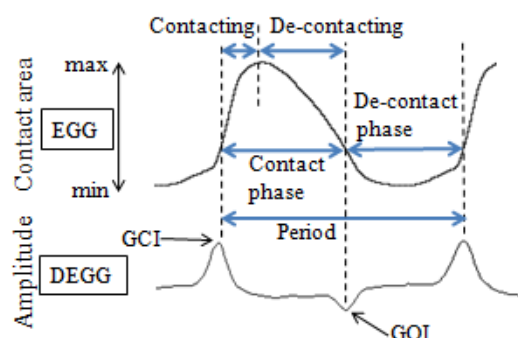 Contacting De-contacting
max
Contact area
EGG
De-contact
phase
Contact
phase
min
Period
Amplitude
GCI
DEGG
GOI